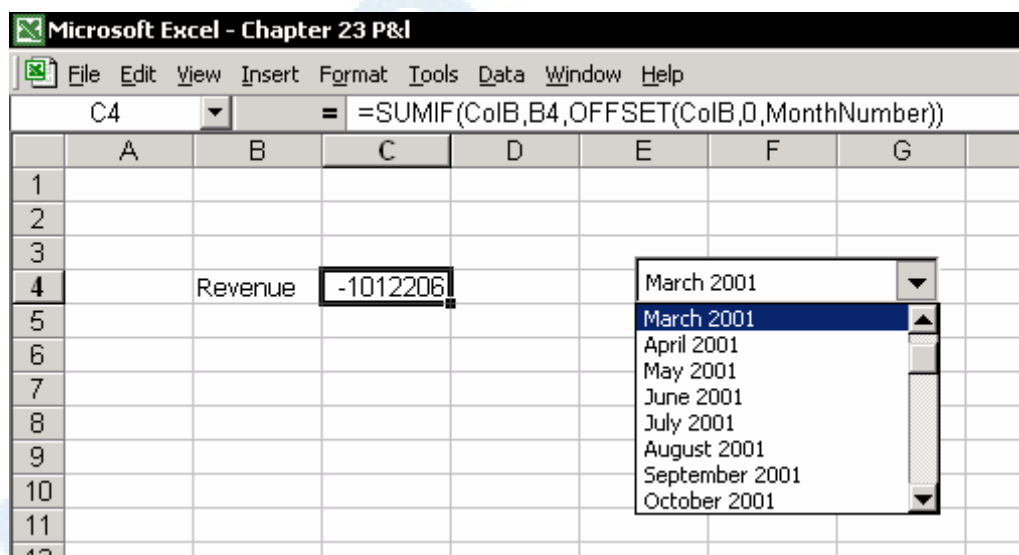 Microsoft Excel - Chapter 23 P&l
File Edit View Insert Format Tools Data Window Help
C4 = =SUMIF(ColB,B4,OFFSET(ColB,0,MonthNumber))
A B C D E F G
1
2
3
4 Revenue -1012206 March 2001
5 March 2001
6 April 2001
May 2001
7 June 2001
8 July 2001
9 August 2001
September 2001
10 October 2001
11